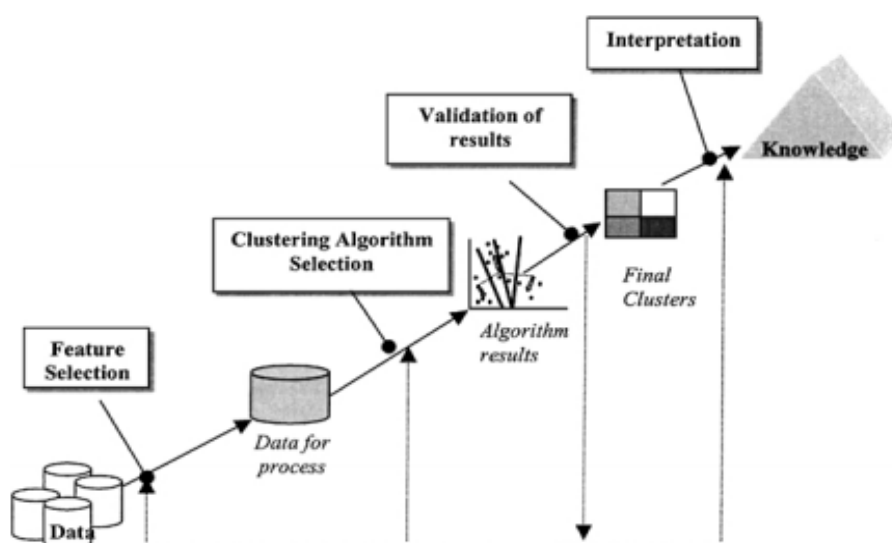 Interpretation
Knowledge
Validation of
results
Final
Clusters
Clustering Algorithm
Selection
Algorithm
results
Feature
Selection
Data for
process
Data